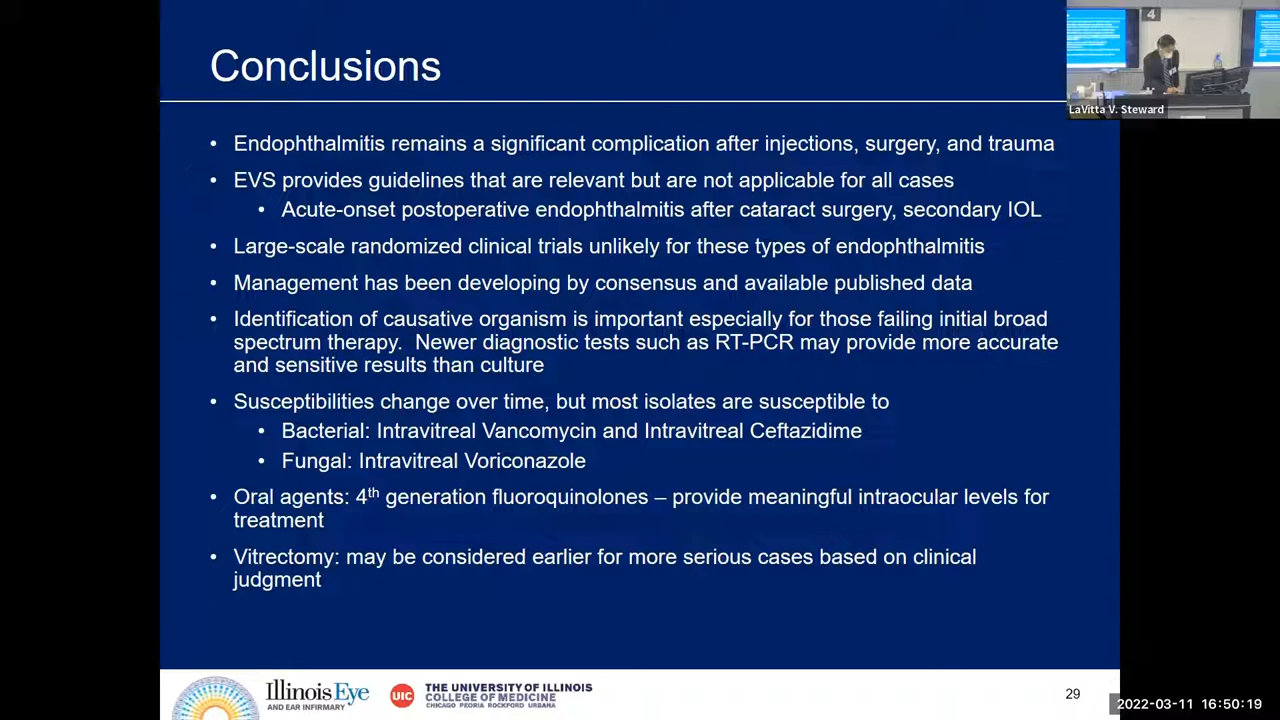 Conclusions
4
LaVitta V. Steward
• Endophthalmitis remains a significant complication after injections, surgery, and trauma
• EVS provides guidelines that are relevant but are not applicable for all cases
• Acute-onset postoperative endophthalmitis after cataract surgery, secondary IOL
• Large-scale randomized clinical trials unlikely for these types of endophthalmitis
• Management has been developing by consensus and available published data
• Identification of causative organism is important especially for those failing initial broad
spectrum therapy.  Newer diagnostic tests such as RT-PCR may provide more accurate
and sensitive results than culture
• Susceptibilities change over time, but most isolates are susceptible to
• Bacterial: Intravitreal Vancomycin and Intravitreal Ceftazidime
• Fungal: Intravitreal Voriconazole
• Oral agents: 4th generation fluoroquinolones – provide meaningful intraocular levels for
treatment
• Vitrectomy: may be considered earlier for more serious cases based on clinical
judgment
Illinois Eye
AND EAR INFIRMARY
UIC
THE UNIVERSITY OF ILLINOIS
COLLEGE OF MEDICINE
CHICAGO PEORIA ROCKFORD URBANA
29
2022-03-11 16:50:19